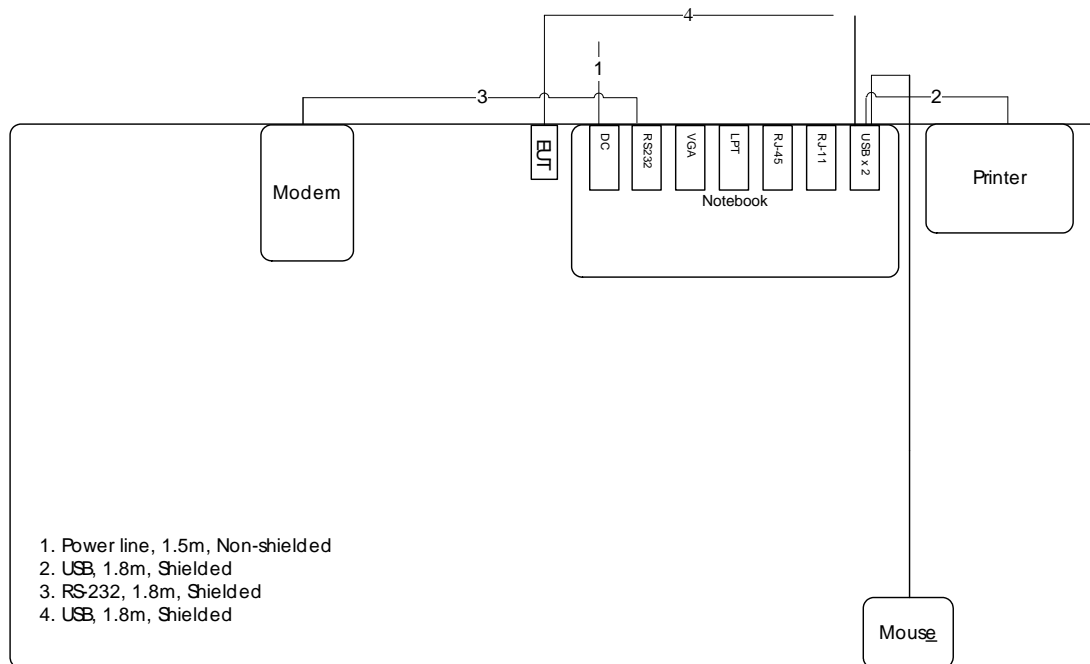 4
1
3
2
Modem
EUT
DC
RS232
VGA
LPT
RJ-45
RJ-11
USB x 2
Notebook
Printer
1. Power line, 1.5m, Non-shielded
2. USB, 1.8m, Shielded
3. RS-232, 1.8m, Shielded
4. USB, 1.8m, Shielded
Mouse